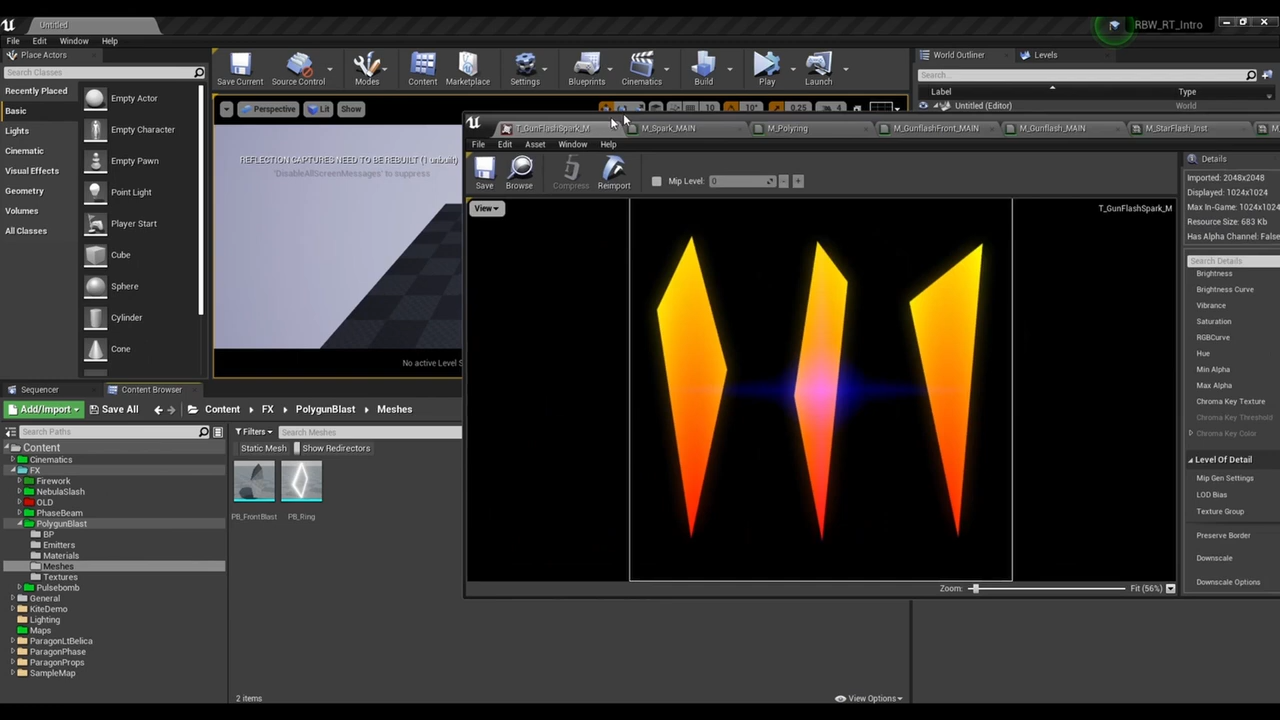 Untitled
RBW_RT_Intro
File Edit Window Help
Place Actors
Search Classes
Recently Placed
Basic
Lights
Cinematic
Visual Effects
Geometry
Volumes
All Classes
Empty Actor
Empty Character
Empty Pawn
Point Light
Player Start
Cube
Sphere
Cylinder
Cone
Save Current
Source Control
Modes
Content
Marketplace
Settings
Blueprints
Cinematics
Build
Play
Launch
Perspective
Lit
Show
10
10°
0.25
4
REFLECTION CAPTURES NEED TO BE REBUILT (1 unbuilt)
'DisableAllScreenMessages' to suppress
No active Level S
World Outliner
Levels
Search...
Label
Type
Untitled (Editor)
World
T_GunFlashSpark_M
M_Spark_MAIN
M_Polyring
M_GunflashFront_MAIN
M_Gunflash_MAIN
M_StarFlash_Inst
M
File Edit Asset Window Help
Save
Browse
Compress
Reimport
Mip Level:
0
View
T_GunFlashSpark_M
Zoom:
Fit (56%)
Details
Imported: 2048x2048
Displayed: 1024x1024
Max In-Game: 1024x1024
Resource Size: 683 Kb
Has Alpha Channel: False
Search Details
Brightness
Brightness Curve
Vibrance
Saturation
RGBCurve
Hue
Min Alpha
Max Alpha
Chroma Key Texture
Chroma Key Threshold
Chroma Key Color
Level Of Detail
Mip Gen Settings
LOD Bias
Texture Group
Preserve Border
Downscale
Downscale Options
Sequencer
Content Browser
Add/Import
Save All
Content
FX
PolygunBlast
Meshes
Search Paths
Filters
Search Meshes
Static Mesh
Show Redirectors
Content
Cinematics
FX
Firework
NebulaSlash
OLD
PhaseBeam
PolygunBlast
BP
Emitters
Materials
Meshes
Textures
Pulsebomb
General
KiteDemo
Lighting
Maps
ParagonLtBelica
ParagonPhase
ParagonProps
SampleMap
PB_FrontBlast
PB_Ring
2 items
View Options